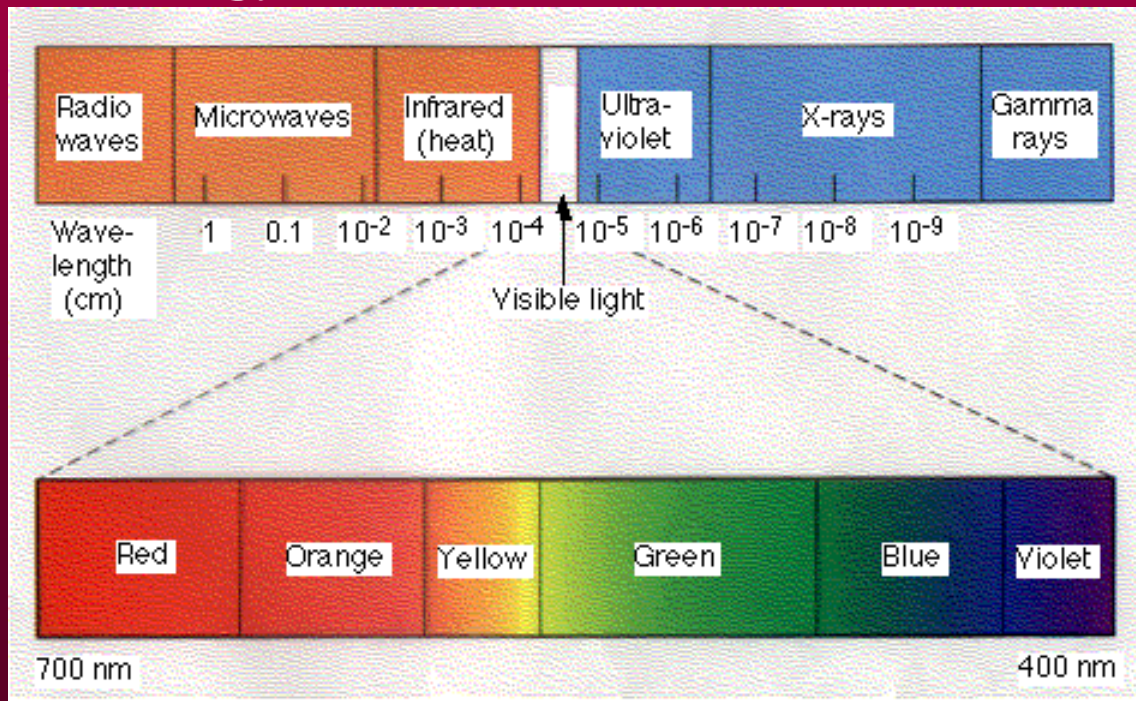 Radio
waves
Microwaves
Infrared
(heat)
Ultra-
violet
X-rays
Gamma
rays
Wave-
length
(cm)
1 0.1 10-2 10-3 10-4 10-5 10-6 10-7 10-8 10-9
Visible light
Red Orange Yellow Green Blue Violet
700 nm 400 nm